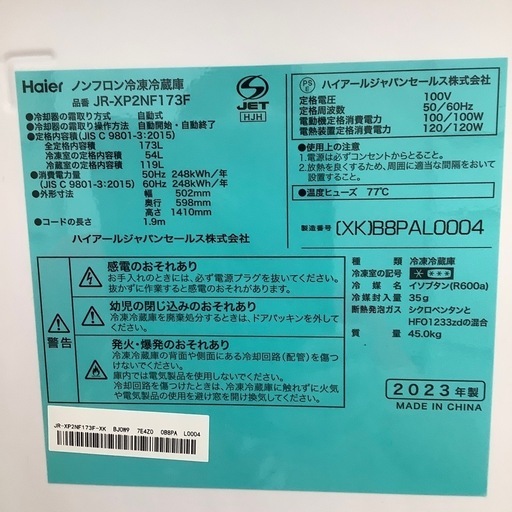 Haier ノンフロン冷凍冷蔵庫
品番 JR-XP2NF173F
●冷却器の霜取り方式 自動式
●冷却器の霜取り操作方法 自動開始・自動終了
●定格内容積(JIS C 9801-3:2015)
全定格内容積 173L
冷凍室の定格内容積 54L
冷蔵室の定格内容積 119L
●消費電力量 50Hz 248kWh/年
(JIS C 9801-3:2015) 60Hz 248kWh/年
●外形寸法 幅 502mm
奥行 598mm
高さ 1410mm
●コードの長さ 1.9m
ハイアールジャパンセールス株式会社
S
JET
HJH
PS
E
ハイアールジャパンセールス株式会社
定格電圧 100V
定格周波数 50/60Hz
電動機定格消費電力 100/100W
電熱装置定格消費電力 120/120W
●使用上の注意
1.電源は必ずコンセントからとること。
2.放熱を良くするため、周囲に適当な間隔をおいて据え付けること。
●温度ヒューズ 77℃
製造番号 (XK)B8PAL0004
感電のおそれあり
お手入れのときには、必ず電源プラグを抜いてください。
抜かずに作業すると感電のおそれがあります。
幼児の閉じ込みのおそれあり
冷凍冷蔵庫を廃棄処分するときは、ドアパッキンを外してください。
発火・爆発のおそれあり
・冷凍冷蔵庫の背面や側面にある冷却回路(配管)を傷つけないでください。
・庫内では電気製品を使用しないでください。
・冷却回路を傷つけたときは、冷凍冷蔵庫に触れずに火気や電気製品の使用を避け窓を開け換気してください。
種類 冷凍冷蔵庫
冷凍室の記号 * ***
冷媒 イソブタン(R600a)
冷媒封入量 35g
断熱発泡ガス シクロペンタンと
HFO1233zdの混合
質量 45.0kg
2023年製
MADE IN CHINA
JR-XP2NF173F-XK BJ0W9 7E4Z0 0B8PA L0004